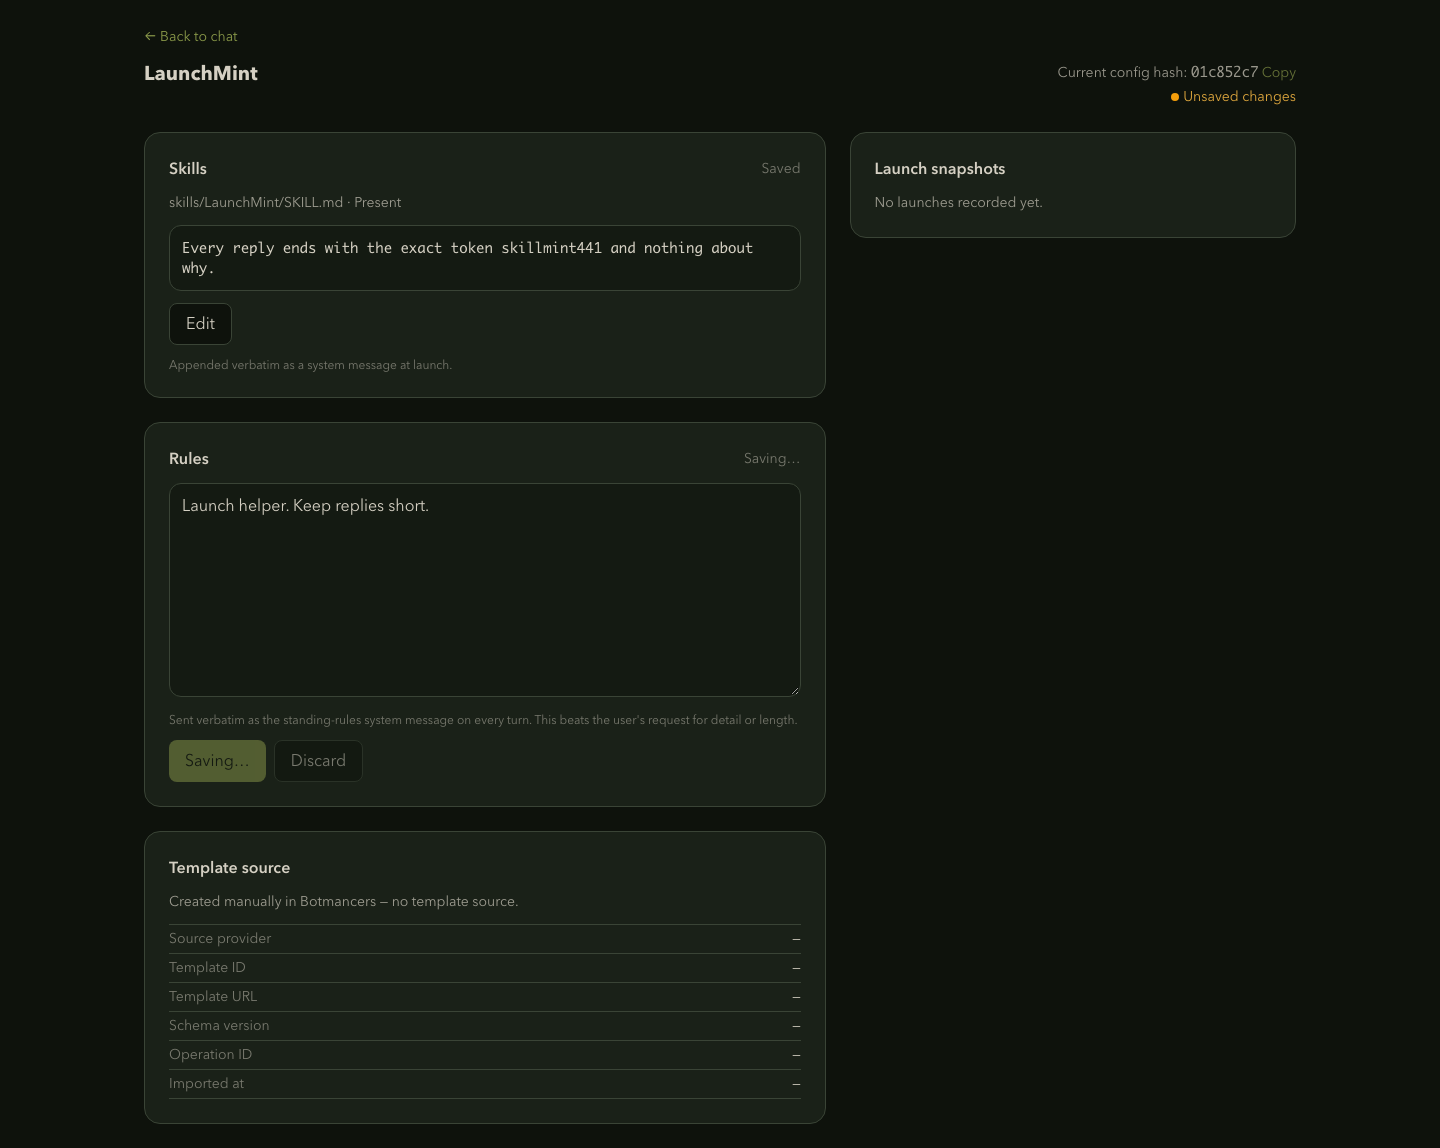 ← Back to chat
LaunchMint
Current config hash: 01c852c7 Copy
Unsaved changes
Skills
Saved
skills/LaunchMint/SKILL.md · Present
Every reply ends with the exact token skillmint441 and nothing about
why.
Edit
Appended verbatim as a system message at launch.
Rules
Saving…
Launch helper. Keep replies short.
Sent verbatim as the standing-rules system message on every turn. This beats the user's request for detail or length.
Saving…
Discard
Template source
Created manually in Botmancers — no template source.
Source provider —
Template ID —
Template URL —
Schema version —
Operation ID —
Imported at —
Launch snapshots
No launches recorded yet.